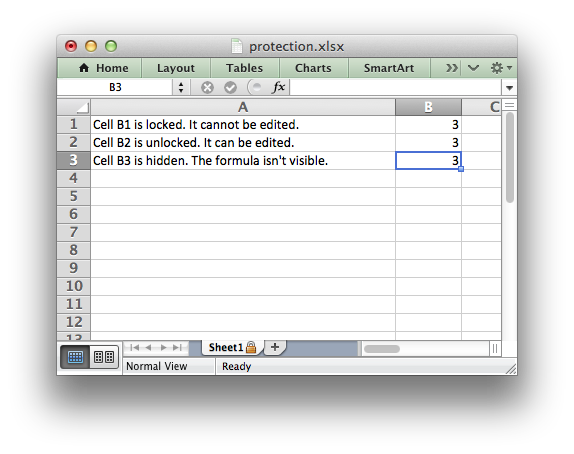 protection.xlsx
Home Layout Tables Charts SmartArt
B3 fx
A B C
1 Cell B1 is locked. It cannot be edited. 3
2 Cell B2 is unlocked. It can be edited. 3
3 Cell B3 is hidden. The formula isn't visible. 3
4
5
6
7
8
9
10
11
12
13
Sheet1
Normal View Ready